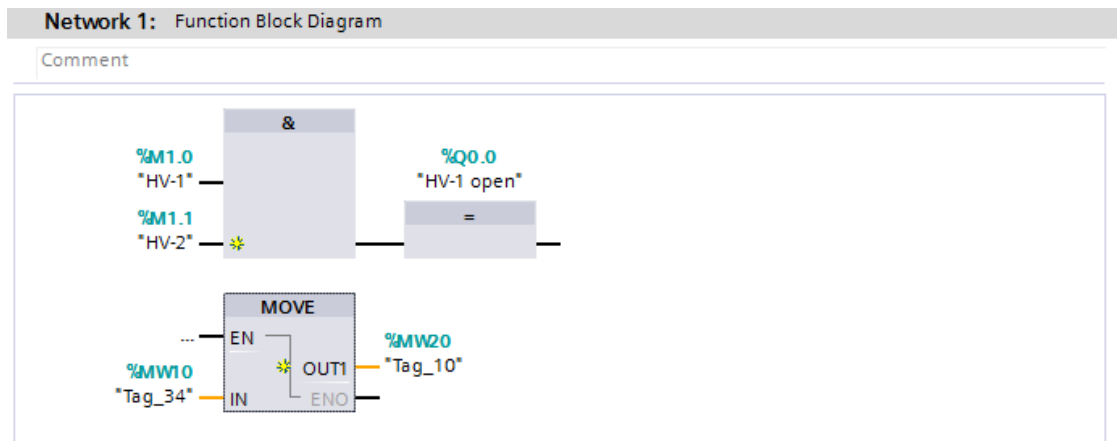 Network 1: Function Block Diagram
Comment
&
%M1.0
"HV-1"
%M1.1
"HV-2"
%Q0.0
"HV-1 open"
=
MOVE
... EN
%MW10
"Tag_34" IN
%MW20
OUT1 "Tag_10"
ENO